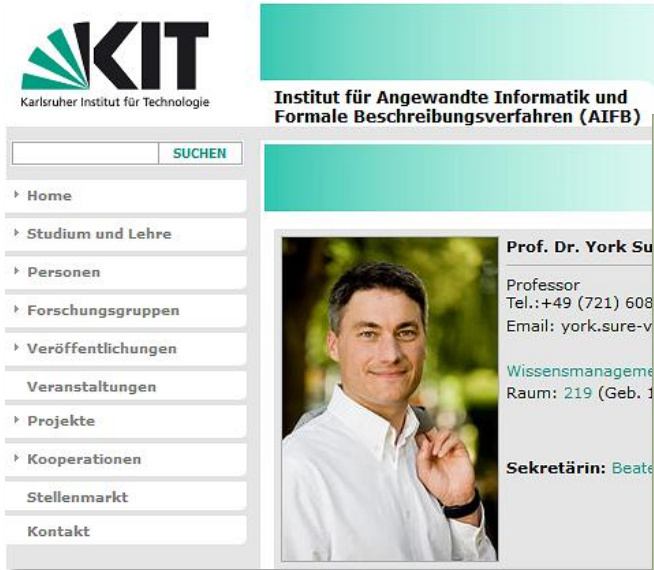 KIT
Karlsruher Institut für Technologie
Institut für Angewandte Informatik und
Formale Beschreibungsverfahren (AIFB)
SUCHEN
Home
Studium und Lehre
Personen
Forschungsgruppen
Veröffentlichungen
Veranstaltungen
Projekte
Kooperationen
Stellenmarkt
Kontakt
Prof. Dr. York Su
Professor
Tel.:+49 (721) 608
Email: york.sure-v
Wissensmanageme
Raum: 219 (Geb. 1
Sekretärin: Beate